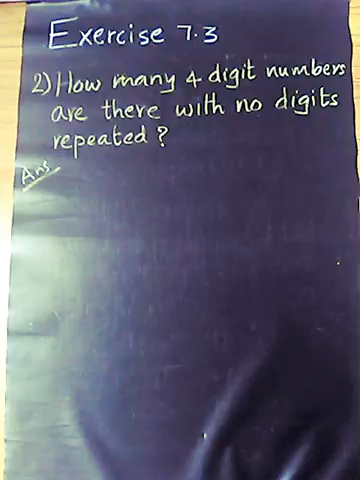 Exercise 7.3
2) How many 4 digit numbers
are there with no digits
repeated ?
Ans